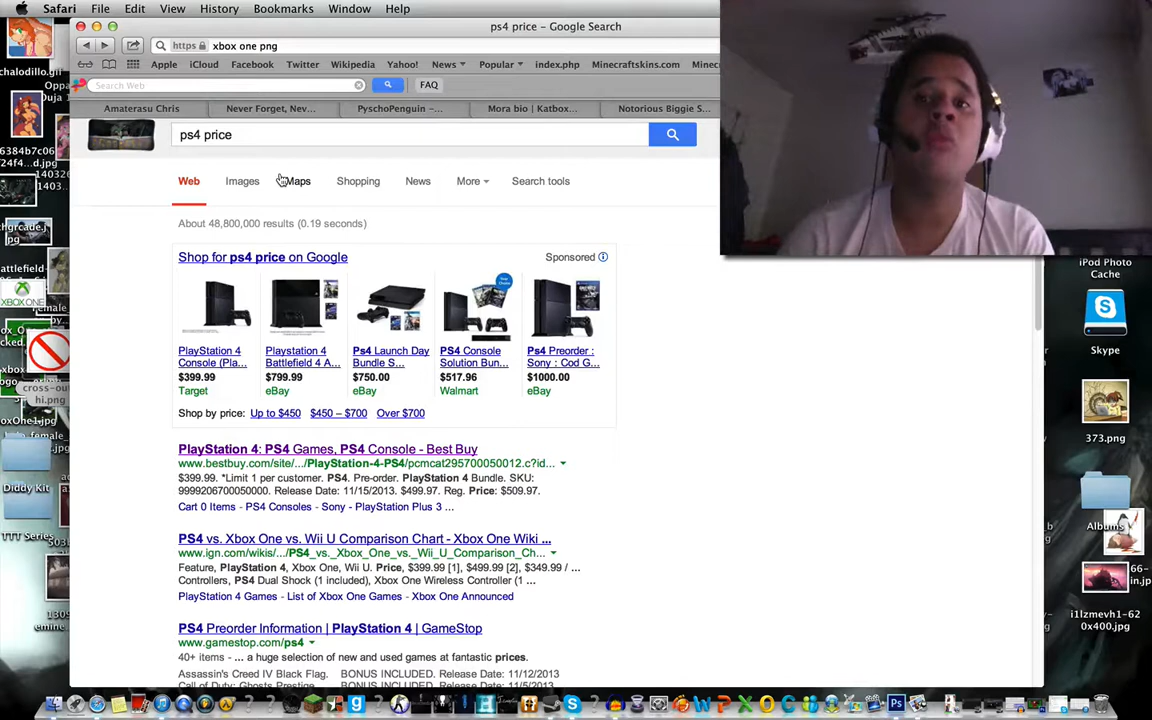 Safari File Edit View History Bookmarks Window Help
ps4 price – Google Search
https xbox one png
Apple iCloud Facebook Twitter Wikipedia Yahoo! News Popular index.php Minecraftskins.com
Search Web FAQ
Amaterasu Chris Never Forget, Nev... PyschoPenguin –... Mora bio | Katbox... Notorious Biggie S...
ps4 price
Web Images Maps Shopping News More Search tools
About 48,800,000 results (0.19 seconds)
Shop for ps4 price on Google Sponsored
PlayStation 4 Playstation 4 Ps4 Launch Day PS4 Console Ps4 Preorder :
Console (Pla... Battlefield 4 A... Bundle S... Solution Bun... Sony : Cod G...
$399.99 $799.99 $750.00 $517.96 $1000.00
Target eBay eBay Walmart eBay
Shop by price: Up to $450 $450 – $700 Over $700
PlayStation 4: PS4 Games, PS4 Console - Best Buy
www.bestbuy.com/site/.../PlayStation-4-PS4/pcmcat295700050012.c?id...
$399.99. *Limit 1 per customer. PS4. Pre-order. PlayStation 4 Bundle. SKU:
9999206700050000. Release Date: 11/15/2013. $499.97. Reg. Price: $509.97.
Cart 0 Items - PS4 Consoles - Sony - PlayStation Plus 3 ...
PS4 vs. Xbox One vs. Wii U Comparison Chart - Xbox One Wiki ...
www.ign.com/wikis/.../PS4_vs._Xbox_One_vs._Wii_U_Comparison_Ch...
Feature, PlayStation 4, Xbox One, Wii U. Price, $399.99 [1], $499.99 [2], $349.99 / ...
Controllers, PS4 Dual Shock (1 included), Xbox One Wireless Controller (1 ...
PlayStation 4 Games - List of Xbox One Games - Xbox One Announced
PS4 Preorder Information | PlayStation 4 | GameStop
www.gamestop.com/ps4
40+ items - ... a huge selection of new and used games at fantastic prices.
Assassin's Creed IV Black Flag. BONUS INCLUDED. Release Date: 11/12/2013
Call of Duty: Ghosts Prestige BONUS INCLUDED. Release Date: 11/5/2013
chalodillo.gif
XBOX ONE
cross-out-
hi.png
Diddy Kit
TTT Series
iPod Photo
Cache
Skype
373.png
Albums
i1lzmevh1-62
0x400.jpg